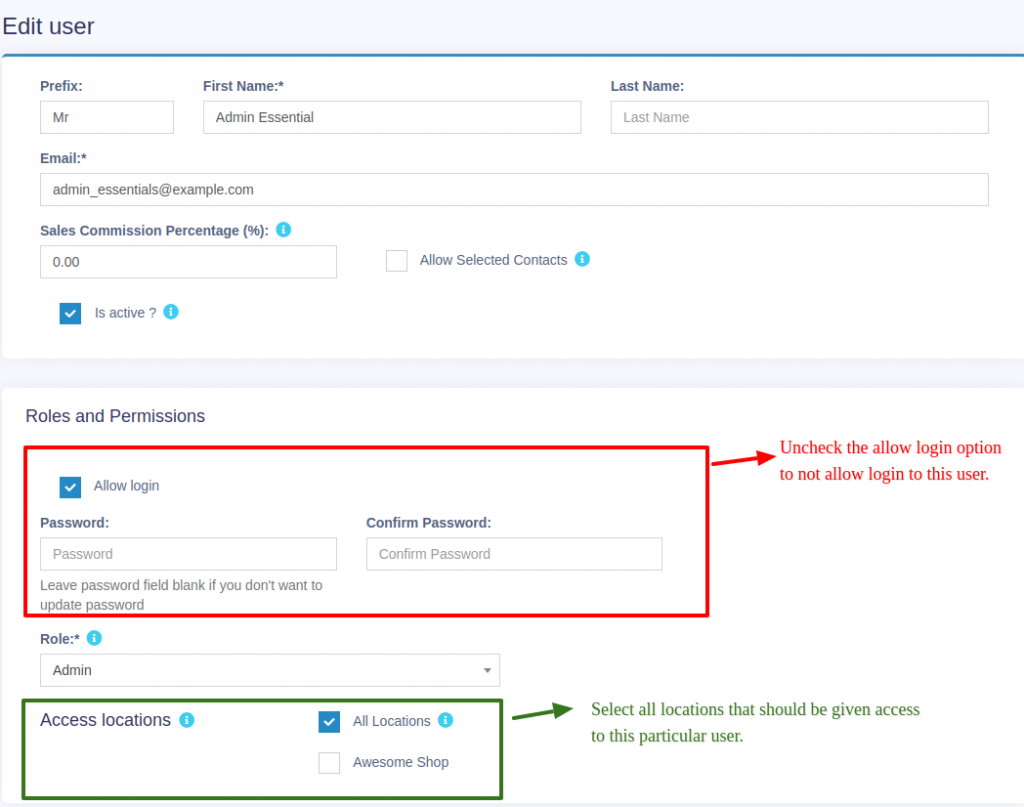 Edit user
Prefix:
First Name:*
Last Name:
Mr
Admin Essential
Last Name
Email:*
admin_essentials@example.com
Sales Commission Percentage (%):
0.00
Allow Selected Contacts
Is active ?
Roles and Permissions
Uncheck the allow login option
to not allow login to this user.
Allow login
Password:
Confirm Password:
Password
Confirm Password
Leave password field blank if you don't want to
update password
Role:*
Admin
Access locations
All Locations
Awesome Shop
Select all locations that should be given access
to this particular user.